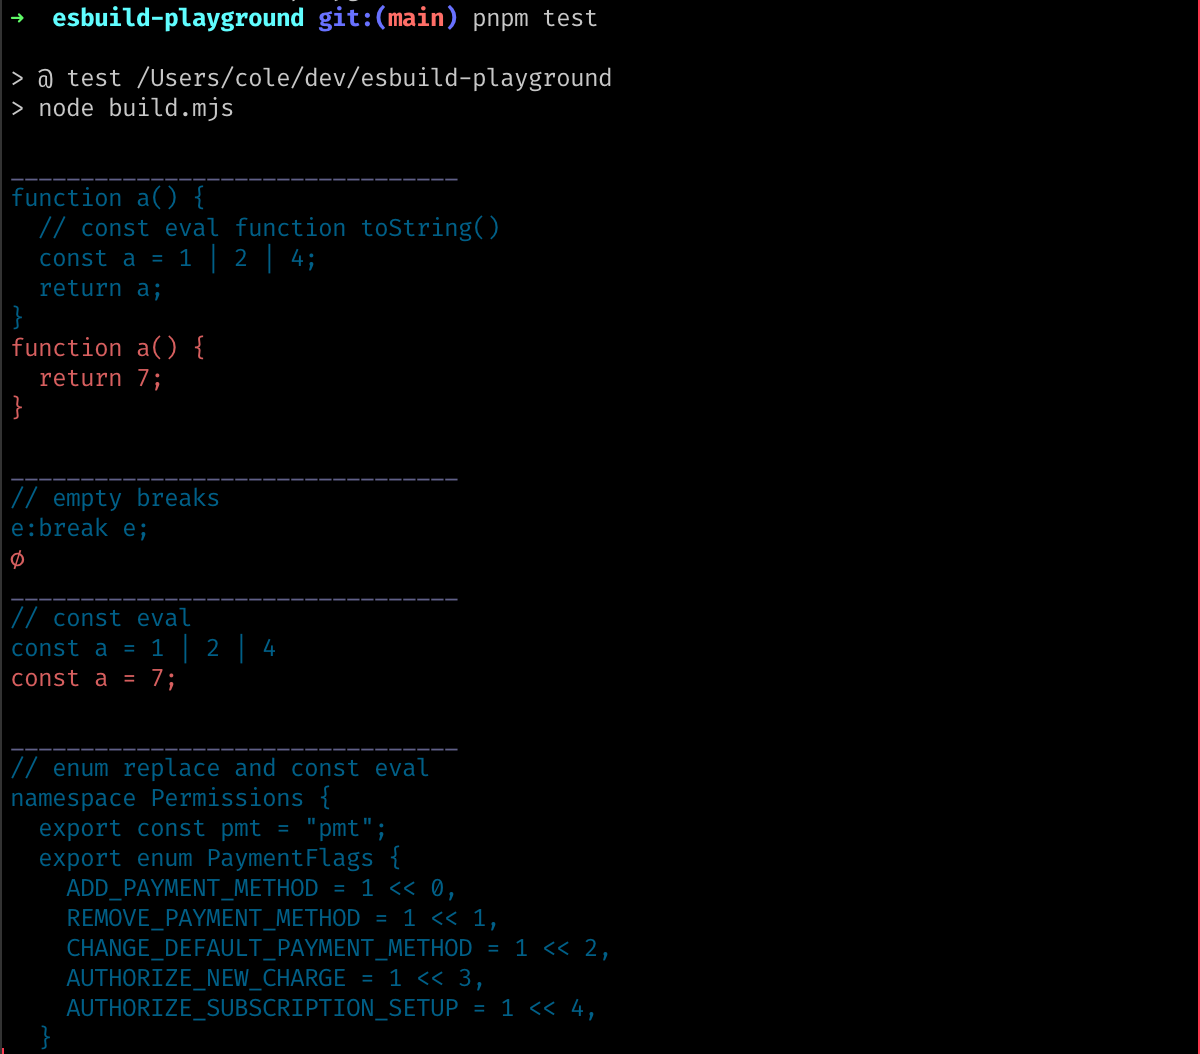 →  esbuild-playground git:(main) pnpm test

> @ test /Users/cole/dev/esbuild-playground
> node build.mjs

________________________________
function a() {
  // const eval function toString()
  const a = 1 | 2 | 4;
  return a;
}
function a() {
  return 7;
}

________________________________
// empty breaks
e:break e;
∅
________________________________
// const eval
const a = 1 | 2 | 4
const a = 7;

________________________________
// enum replace and const eval
namespace Permissions {
  export const pmt = "pmt";
  export enum PaymentFlags {
    ADD_PAYMENT_METHOD = 1 << 0,
    REMOVE_PAYMENT_METHOD = 1 << 1,
    CHANGE_DEFAULT_PAYMENT_METHOD = 1 << 2,
    AUTHORIZE_NEW_CHARGE = 1 << 3,
    AUTHORIZE_SUBSCRIPTION_SETUP = 1 << 4,
  }